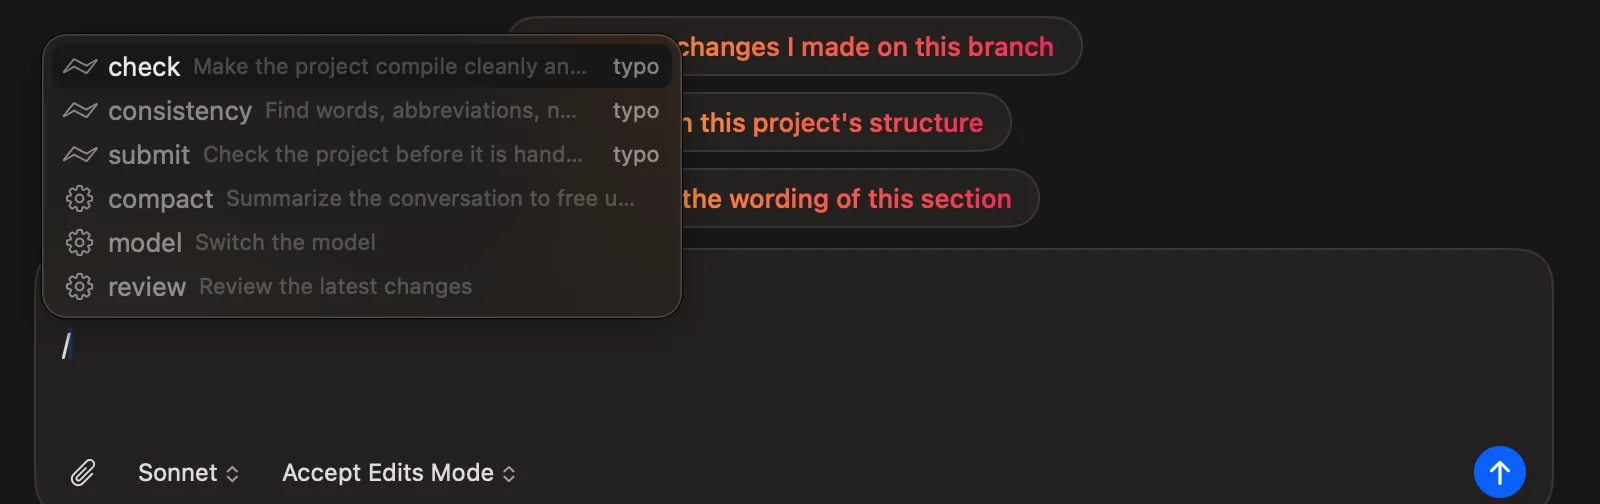 changes I made on this branch
check Make the project compile cleanly an... typo
consistency Find words, abbreviations, n... typo
this project's structure
submit Check the project before it is hand... typo
compact Summarize the conversation to free u...
the wording of this section
model Switch the model
review Review the latest changes
/
Sonnet
Accept Edits Mode